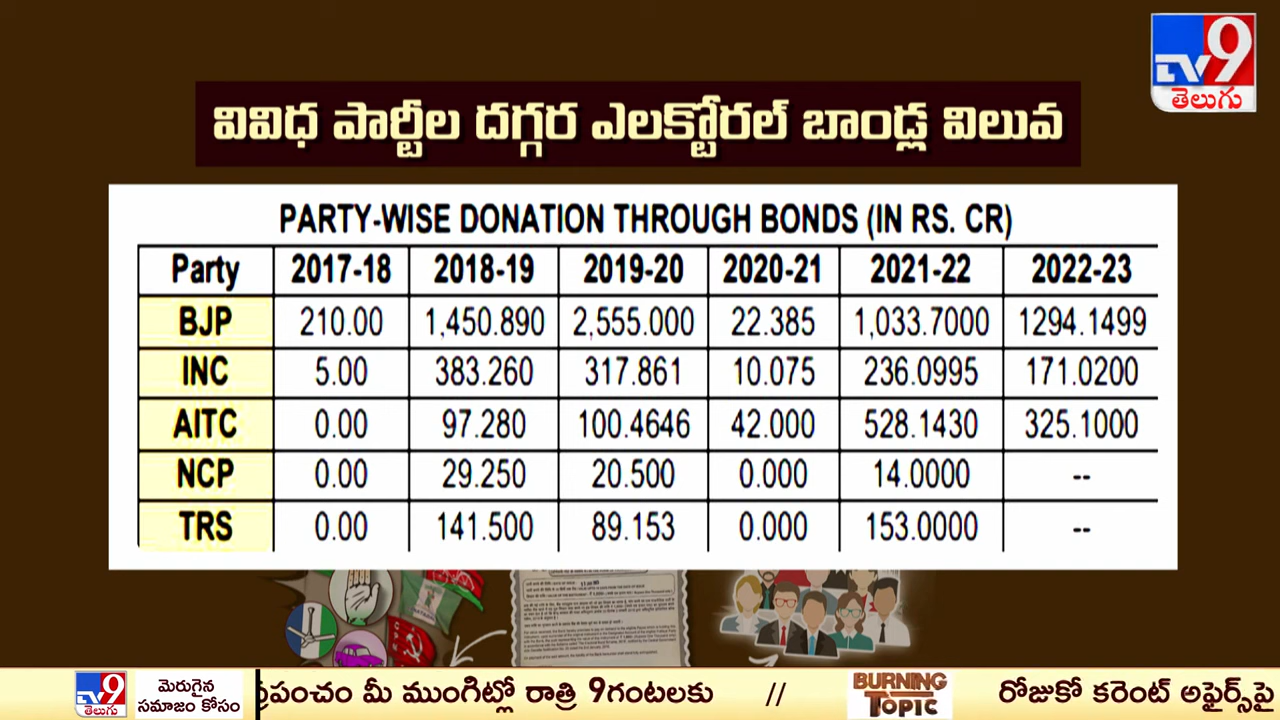 TV9
తెలుగు
వివిధ పార్టీల దగ్గర ఎలక్టోరల్ బాండ్ల విలువ
PARTY-WISE DONATION THROUGH BONDS (IN RS. CR)
Party 2017-18 2018-19 2019-20 2020-21 2021-22 2022-23
BJP 210.00 1,450.890 2,555.000 22.385 1,033.7000 1294.1499
INC 5.00 383.260 317.861 10.075 236.0995 171.0200
AITC 0.00 97.280 100.4646 42.000 528.1430 325.1000
NCP 0.00 29.250 20.500 0.000 14.0000 --
TRS 0.00 141.500 89.153 0.000 153.0000 --
TV9
తెలుగు
మెరుగైన
సమాజం కోసం
ప్రపంచం మీ ముంగిట్లో రాత్రి 9గంటలకు // BURNING TOPIC రోజుకో కరెంట్ అఫైర్స్‌పై